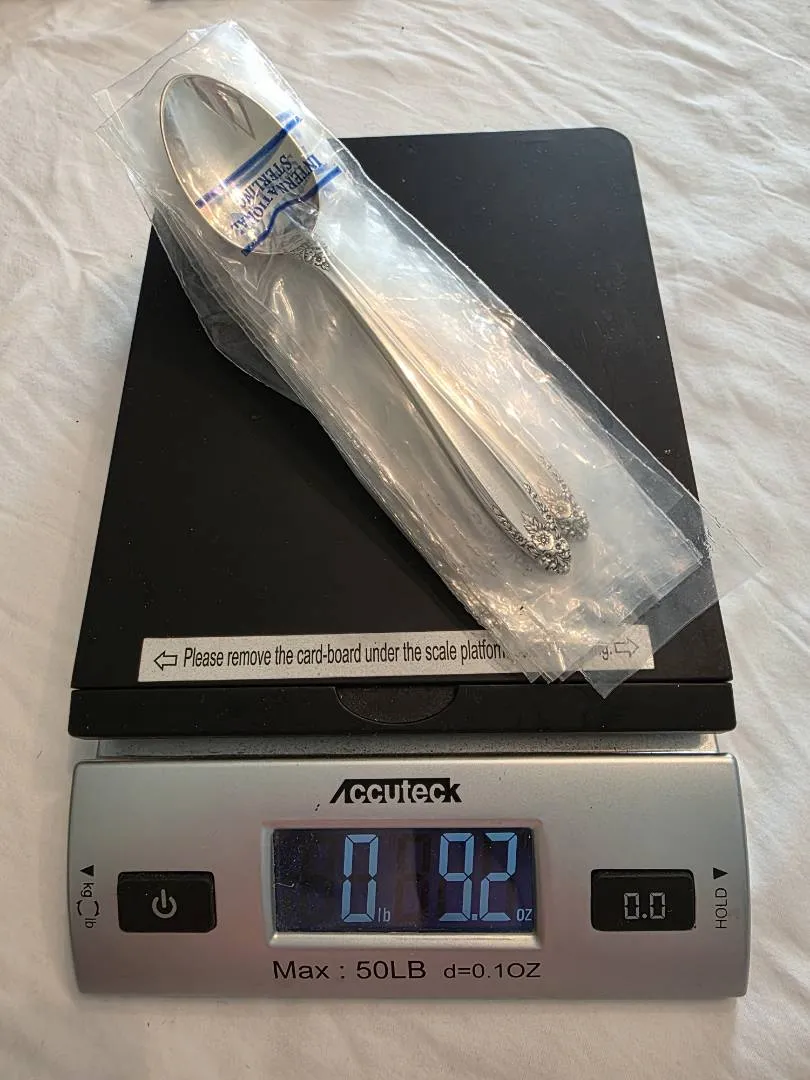 INTERNATIONAL
STERLING
Please remove the card-board under the scale platform
Accuteck
kg lb
0 lb 9.2 oz
0.0
HOLD
Max : 50LB d=0.1OZ